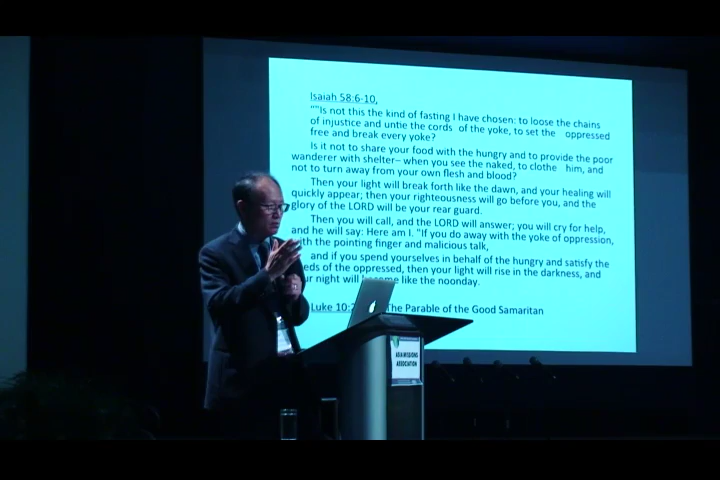 Isaiah 58:6-10,
""Is not this the kind of fasting I have chosen: to loose the chains
of injustice and untie the cords of the yoke, to set the oppressed
free and break every yoke?
Is it not to share your food with the hungry and to provide the poor
wanderer with shelter– when you see the naked, to clothe him, and
not to turn away from your own flesh and blood?
Then your light will break forth like the dawn, and your healing will
quickly appear; then your righteousness will go before you, and the
glory of the LORD will be your rear guard.
Then you will call, and the LORD will answer; you will cry for help,
and he will say: Here am I. "If you do away with the yoke of oppression,
the pointing finger and malicious talk,
and if you spend yourselves in behalf of the hungry and satisfy the
of the oppressed, then your light will rise in the darkness, and
night will like the noonday.
Luke The Parable of the Good Samaritan
ASIA MISSIONS
ASSOCIATION